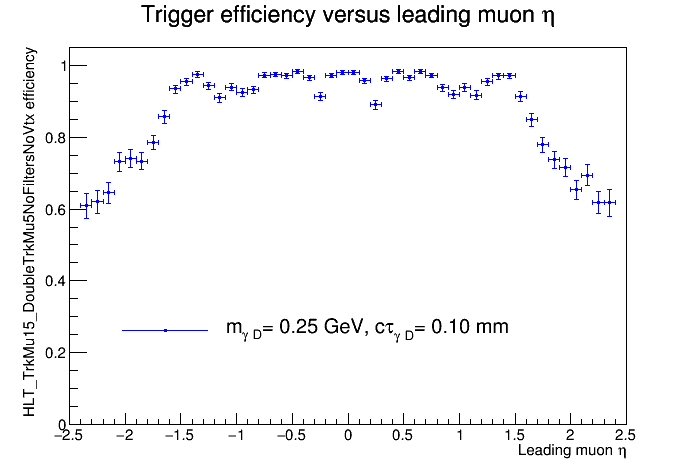 Trigger efficiency versus leading muon η
HLT_TrkMu15_DoubleTrkMu5NoFiltersNoVtx efficiency
1
0.8
0.6
0.4
0.2
0
m_γ D= 0.25 GeV, cτ_γ D= 0.10 mm
−2.5 −2 −1.5 −1 −0.5 0 0.5 1 1.5 2 2.5
Leading muon η